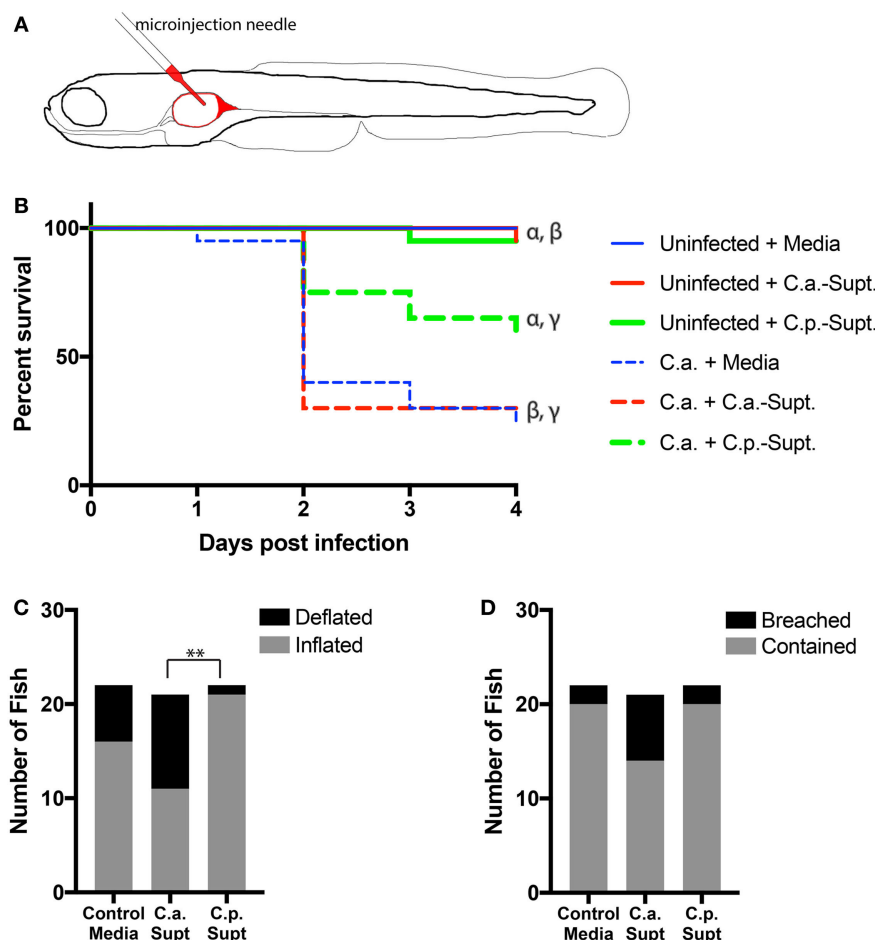 A
microinjection needle
B
Percent survival
100
50
0
0 1 2 3 4
Days post infection
α, β
α, γ
β, γ
Uninfected + Media
Uninfected + C.a.-Supt.
Uninfected + C.p.-Supt.
C.a. + Media
C.a. + C.a.-Supt.
C.a. + C.p.-Supt.
C
Number of Fish
30
20
10
0
Deflated
Inflated
**
Control Media
C.a. Supt
C.p. Supt
D
Number of Fish
30
20
10
0
Breached
Contained
Control Media
C.a. Supt
C.p. Supt